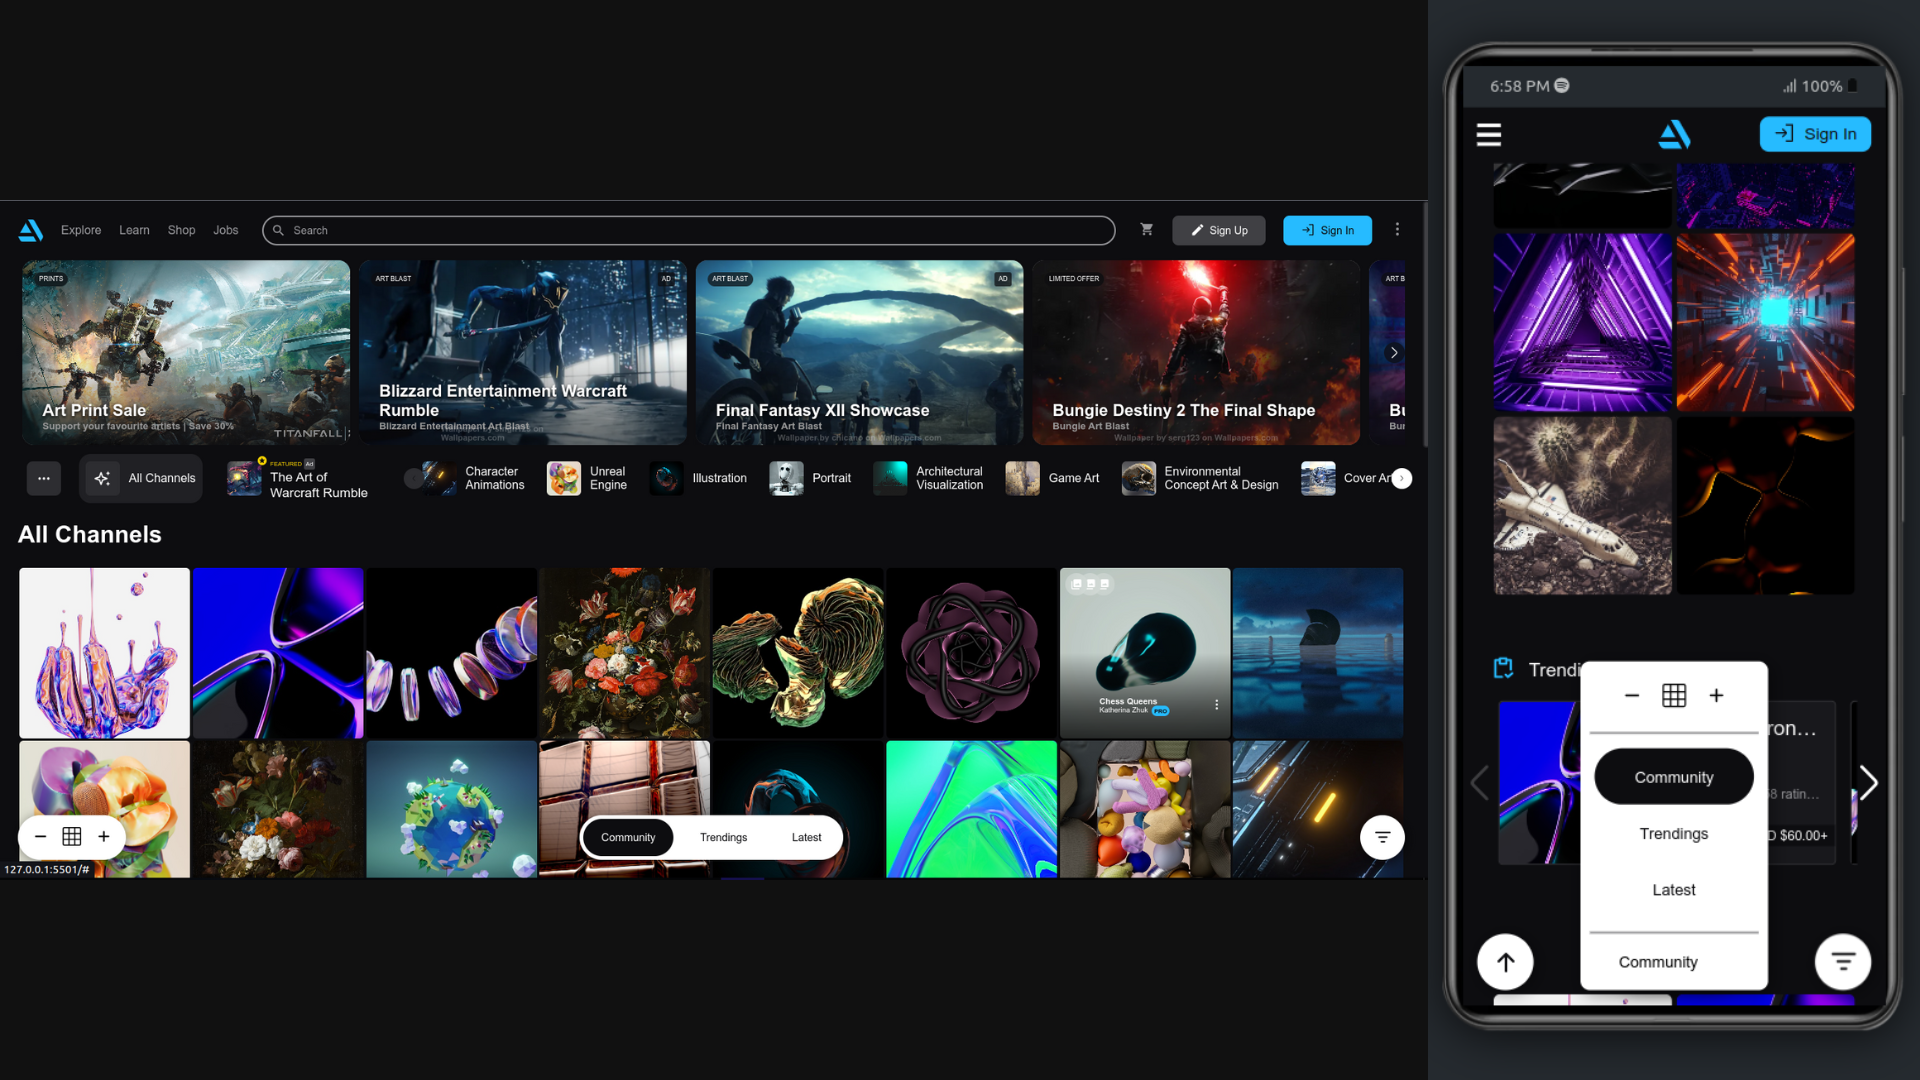 Explore
Learn
Shop
Jobs
Search
Sign Up
Sign In
PRINTS
Art Print Sale
Support your favourite artists | Save 30%
TITANFALL
ART BLAST
AD
Blizzard Entertainment Warcraft
Rumble
Blizzard Entertainment Art Blast
on
Wallpapers.com
ART BLAST
AD
Final Fantasy XII Showcase
Final Fantasy Art Blast
Wallpaper by chicano on Wallpapers.com
LIMITED OFFER
Bungie Destiny 2 The Final Shape
Bungie Art Blast
Wallpaper by serg123 on Wallpapers.com
ART B
Bu
Bun
All Channels
FEATURED Ad
The Art of
Warcraft Rumble
Character
Animations
Unreal
Engine
Illustration
Portrait
Architectural
Visualization
Game Art
Environmental
Concept Art & Design
Cover Ar
All Channels
Chess Queens
Katherina Zhuk PRO
Community
Trendings
Latest
127.0.0.1:5501/#
6:58 PM
100%
Sign In
Trendi
ron...
8 ratin...
D $60.00+
Community
Trendings
Latest
Community